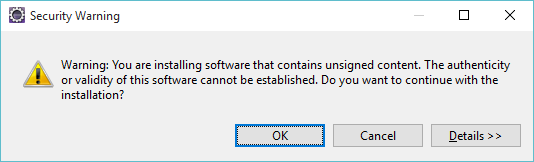 Security Warning
Warning: You are installing software that contains unsigned content. The authenticity
or validity of this software cannot be established. Do you want to continue with the
installation?
OK Cancel Details >>